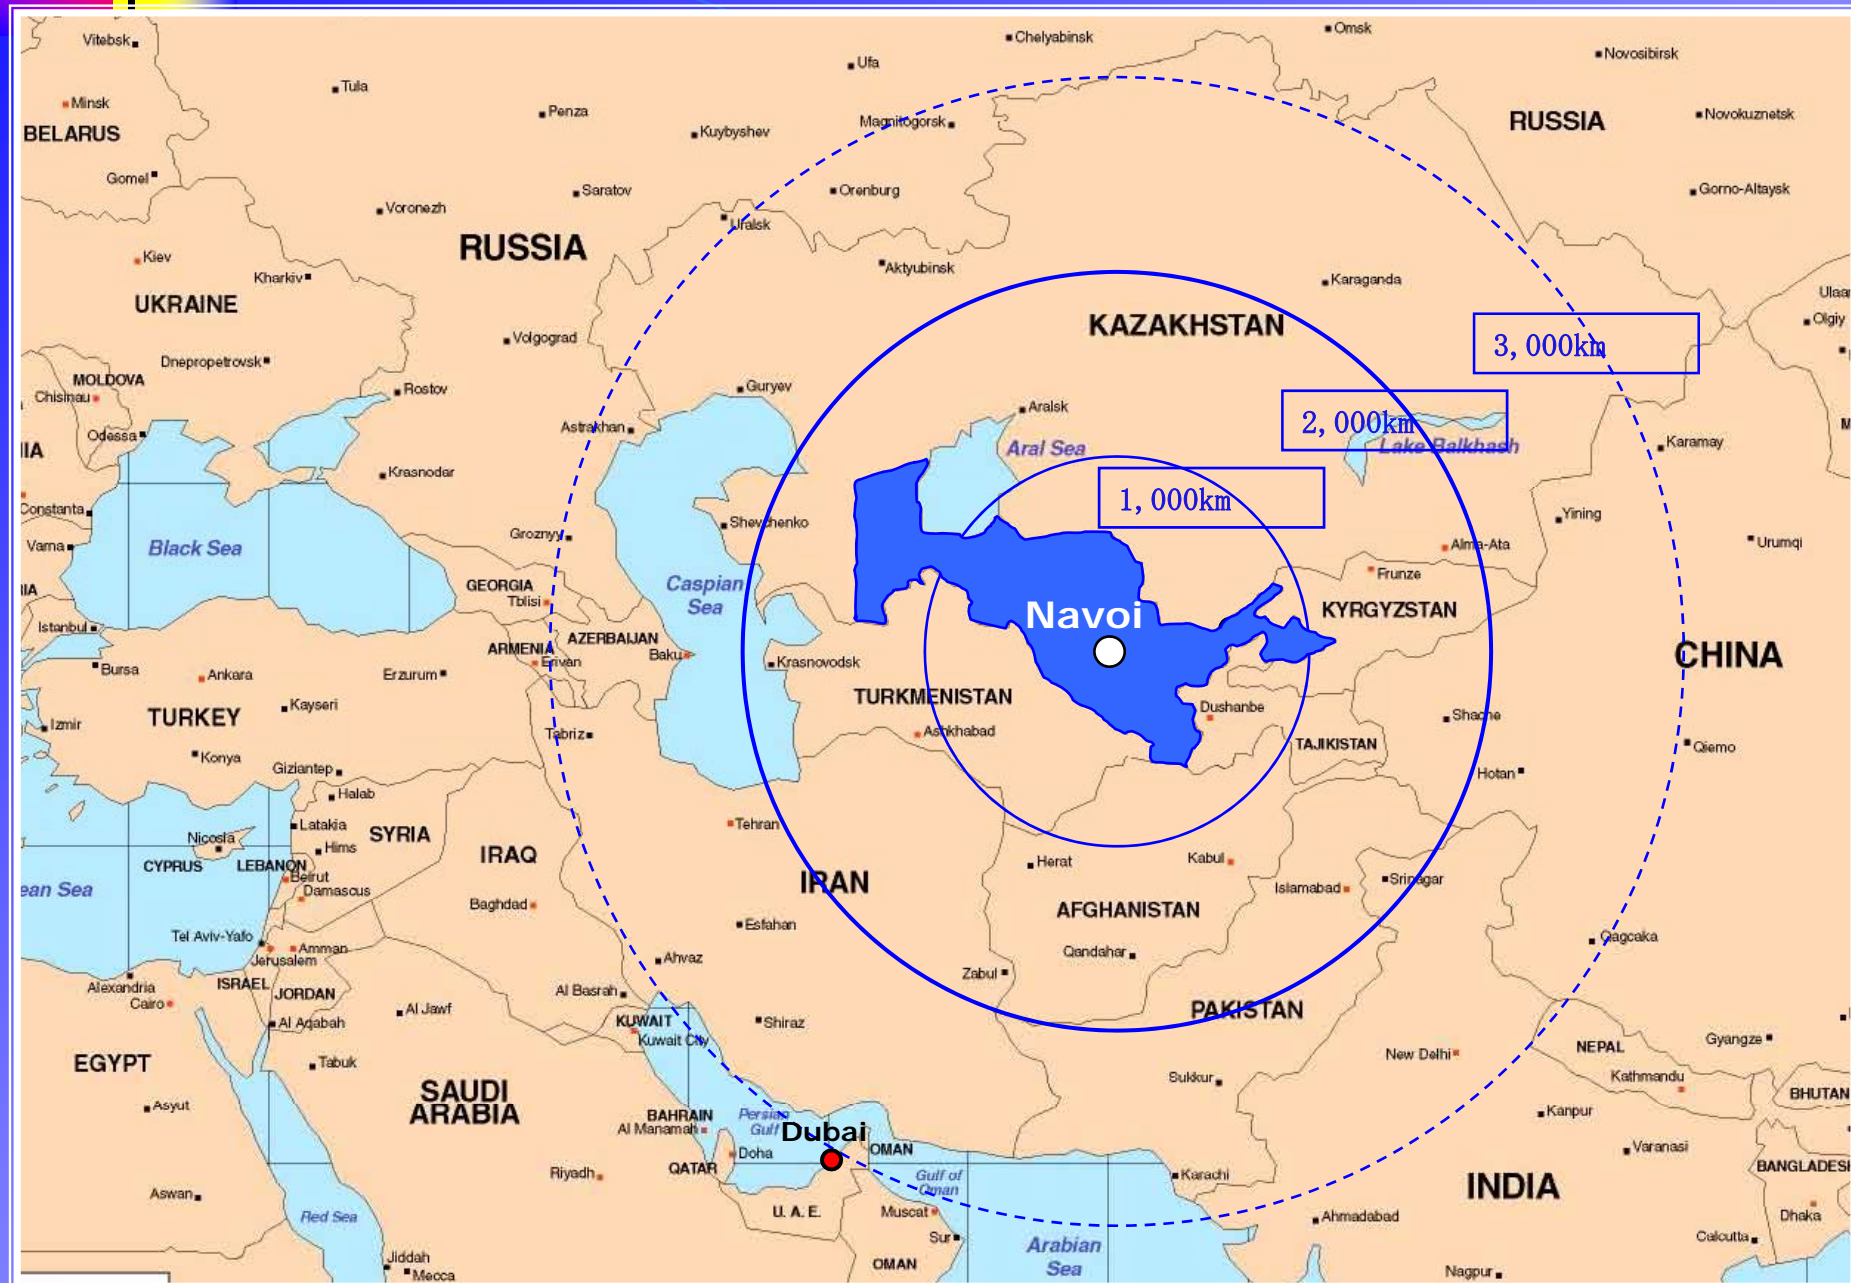 Vitebsk
Chelyabinsk
Omsk
Novosibirsk
Ufa
Tula
Minsk
Penza
Kuybyshev
Magnitogorsk
RUSSIA
Novokuznetsk
BELARUS
Gomel
Saratov
Orenburg
Gorno-Altaysk
Voronezh
Uralsk
RUSSIA
Kiev
Kharkiv
Aktyubinsk
Karaganda
UKRAINE
KAZAKHSTAN
Olgiy
Volgograd
3,000km
Dnepropetrovsk
MOLDOVA
Chisinau
Rostov
Guryev
Aralsk
2,000km
Odessa
Astrakhan
Aral Sea
Lake Balkhash
Karamay
Krasnodar
1,000km
Constanta
Shevchenko
Yining
Varna
Black Sea
Groznyy
Alma-Ata
Urumqi
GEORGIA
Tblisi
Caspian
Sea
Frunze
Navoi
KYRGYZSTAN
Istanbul
ARMENIA
AZERBAIJAN
Erivan
Baku
Krasnovodsk
CHINA
Bursa
Ankara
Erzurum
TURKMENISTAN
Izmir
TURKEY
Kayseri
Dushanbe
Shache
Tabriz
Ashkhabad
TAJIKISTAN
Qiemo
Konya
Giziantep
Hotan
Halab
Latakia
SYRIA
Tehran
Nicosia
Hims
IRAQ
CYPRUS
LEBANON
Beirut
Damascus
IRAN
Herat
Kabul
Islamabad
Srinagar
ean Sea
Baghdad
AFGHANISTAN
Esfahan
Tel Aviv-Yafo
Amman
Jerusalem
Ahvaz
Qandahar
Qagcaka
Zabul
Alexandria
Cairo
ISRAEL
JORDAN
Al Basrah
Al Jawf
PAKISTAN
Al Aqabah
KUWAIT
Kuwait City
Shiraz
NEPAL
Gyangze
EGYPT
Tabuk
New Delhi
Kathmandu
SAUDI
ARABIA
Sukkur
BHUTAN
Asyut
BAHRAIN
Al Manamah
Persian
Gulf
Dubai
Kanpur
Varanasi
QATAR
Doha
OMAN
Riyadh
Gulf of
Oman
Karachi
INDIA
BANGLADESH
Aswan
Red Sea
U. A. E.
Muscat
Ahmadabad
Dhaka
Sur
Arabian
Sea
Calcutta
Jiddah
Mecca
OMAN
Nagpur